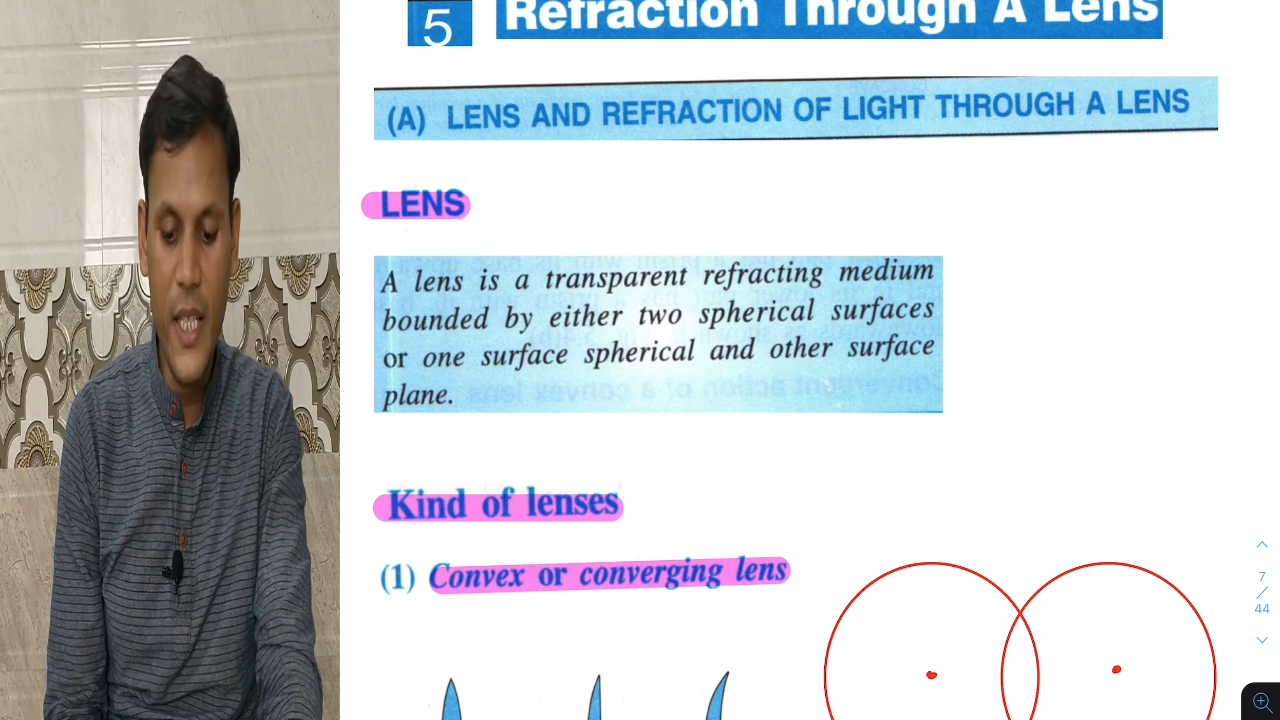 5
Refraction Through A Lens
(A) LENS AND REFRACTION OF LIGHT THROUGH A LENS
LENS
A lens is a transparent refracting medium
bounded by either two spherical surfaces
or one surface spherical and other surface
plane.
Kind of lenses
(1) Convex or converging lens
7
/
44